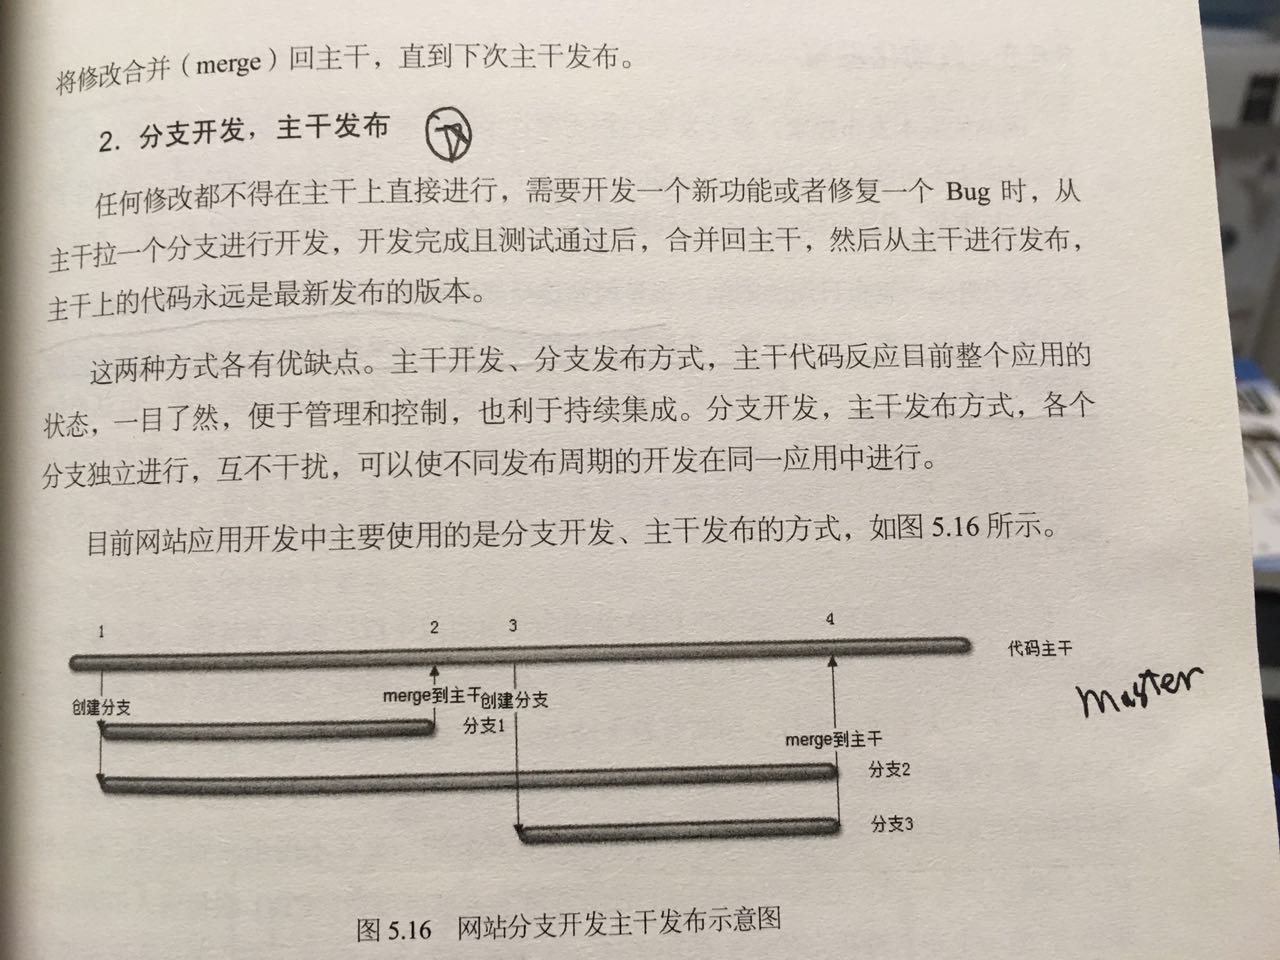 将修改合并（merge）回主干，直到下次主干发布。
2. 分支开发，主干发布
任何修改都不得在主干上直接进行，需要开发一个新功能或者修复一个 Bug 时，从
主干拉一个分支进行开发，开发完成且测试通过后，合并回主干，然后从主干进行发布，
主干上的代码永远是最新发布的版本。
这两种方式各有优缺点。主干开发、分支发布方式，主干代码反应目前整个应用的
状态，一目了然，便于管理和控制，也利于持续集成。分支开发，主干发布方式，各个
分支独立进行，互不干扰，可以使不同发布周期的开发在同一应用中进行。
目前网站应用开发中主要使用的是分支开发、主干发布的方式，如图 5.16 所示。
1 2 3 4
代码主干
Master
创建分支 merge到主干 创建分支
分支1
merge到主干
分支2
分支3
图 5.16 网站分支开发主干发布示意图